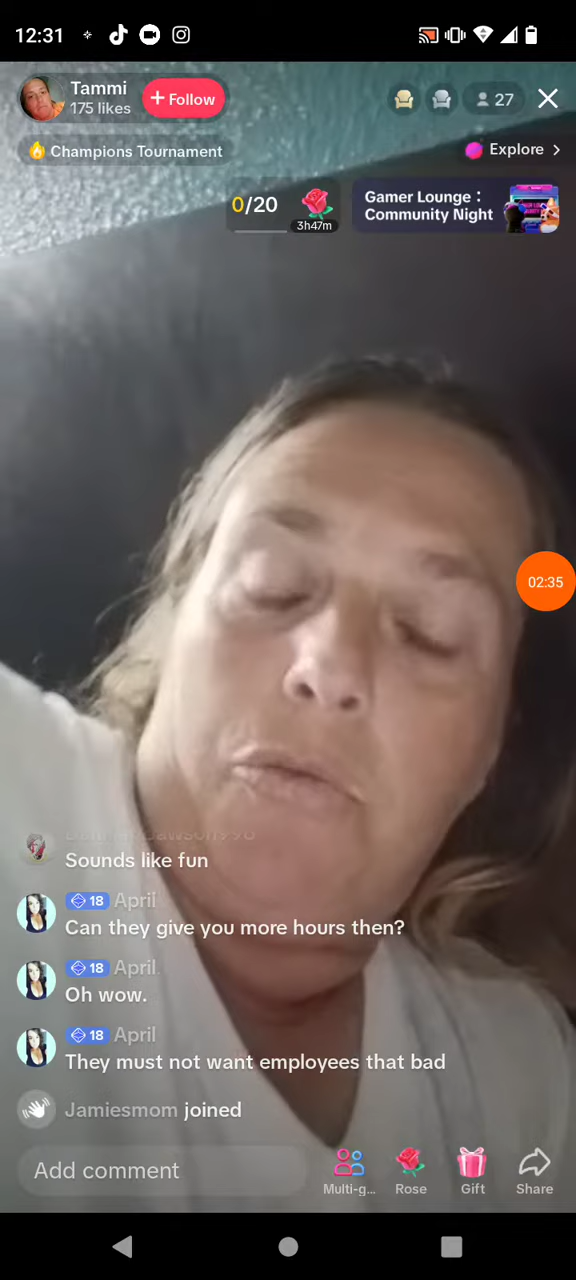 12:31
Tammi
175 likes
+ Follow
27
Champions Tournament
Explore >
0/20
3h47m
Gamer Lounge :
Community Night
02:35
Sounds like fun
18 April
Can they give you more hours then?
18 April
Oh wow.
18 April
They must not want employees that bad
Jamiesmom joined
Add comment
Multi-g...
Rose
Gift
Share